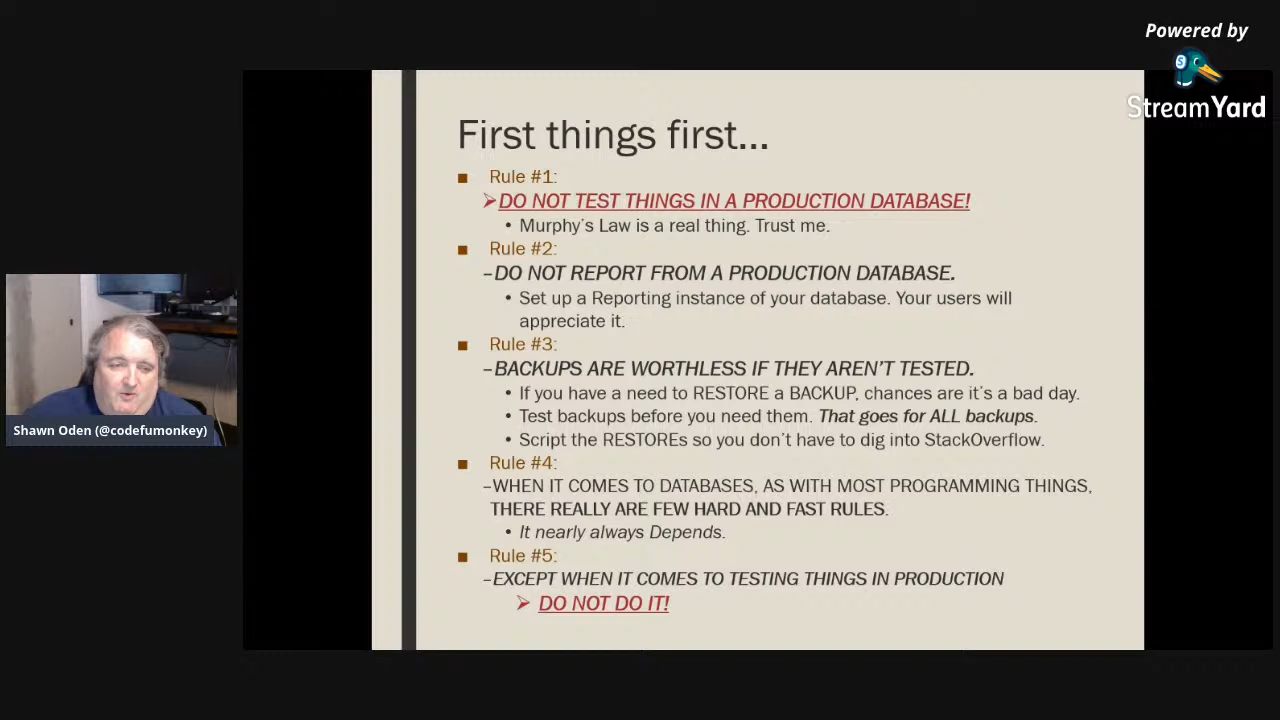 Powered by
StreamYard
First things first...
■ Rule #1:
➢DO NOT TEST THINGS IN A PRODUCTION DATABASE!
• Murphy's Law is a real thing. Trust me.
■ Rule #2:
–DO NOT REPORT FROM A PRODUCTION DATABASE.
• Set up a Reporting instance of your database. Your users will
appreciate it.
■ Rule #3:
–BACKUPS ARE WORTHLESS IF THEY AREN'T TESTED.
• If you have a need to RESTORE a BACKUP, chances are it's a bad day.
• Test backups before you need them. That goes for ALL backups.
• Script the RESTOREs so you don't have to dig into StackOverflow.
■ Rule #4:
–WHEN IT COMES TO DATABASES, AS WITH MOST PROGRAMMING THINGS,
THERE REALLY ARE FEW HARD AND FAST RULES.
• It nearly always Depends.
■ Rule #5:
–EXCEPT WHEN IT COMES TO TESTING THINGS IN PRODUCTION
➢ DO NOT DO IT!
Shawn Oden (@codefumonkey)